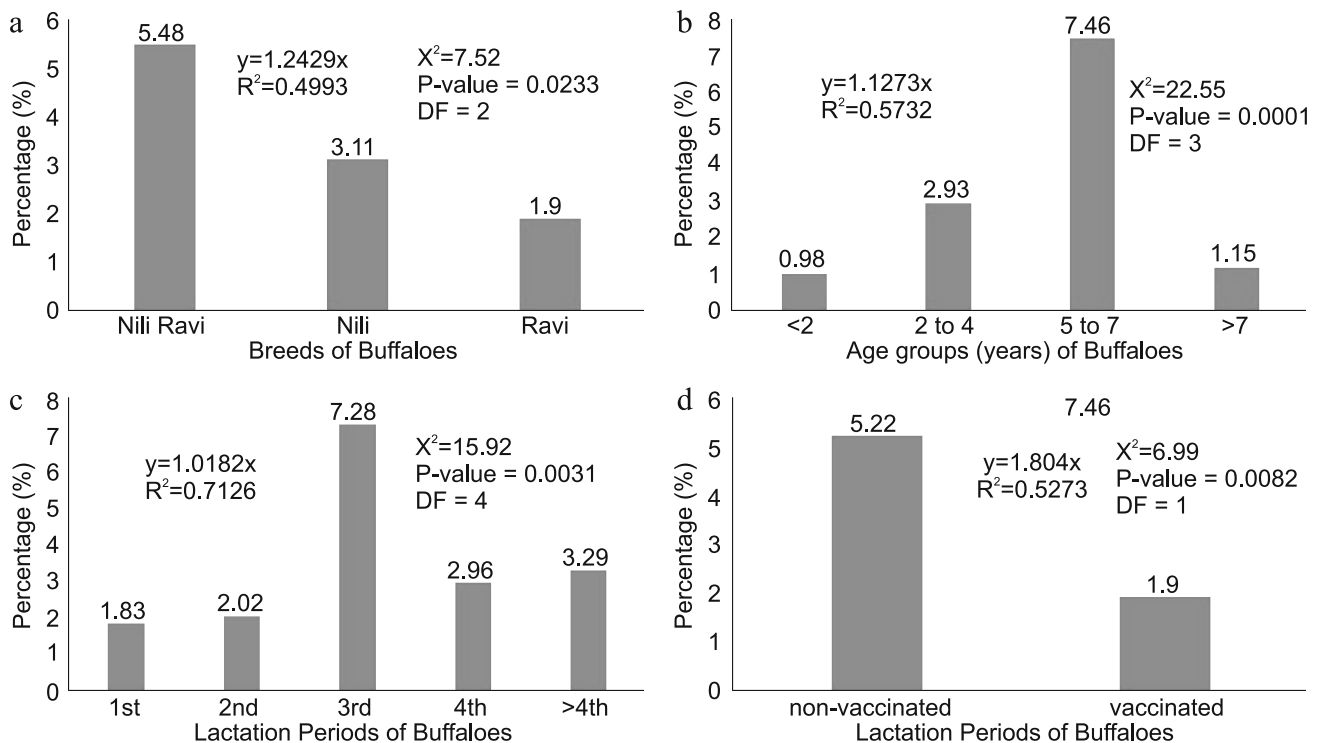 a
6
5
4
3
2
1
0
Percentage (%)
5.48
3.11
1.9
y=1.2429x
R²=0.4993
X²=7.52
P-value = 0.0233
DF = 2
Nili Ravi
Nili
Ravi
Breeds of Buffaloes
b
8
7
6
5
4
3
2
1
0
Percentage (%)
0.98
2.93
7.46
1.15
y=1.1273x
R²=0.5732
X²=22.55
P-value = 0.0001
DF = 3
<2
2 to 4
5 to 7
>7
Age groups (years) of Buffaloes
c
8
7
6
5
4
3
2
1
0
Percentage (%)
1.83
2.02
7.28
2.96
3.29
y=1.0182x
R²=0.7126
X²=15.92
P-value = 0.0031
DF = 4
1st
2nd
3rd
4th
>4th
Lactation Periods of Buffaloes
d
6
5
4
3
2
1
0
Percentage (%)
5.22
7.46
1.9
y=1.804x
R²=0.5273
X²=6.99
P-value = 0.0082
DF = 1
non-vaccinated
vaccinated
Lactation Periods of Buffaloes